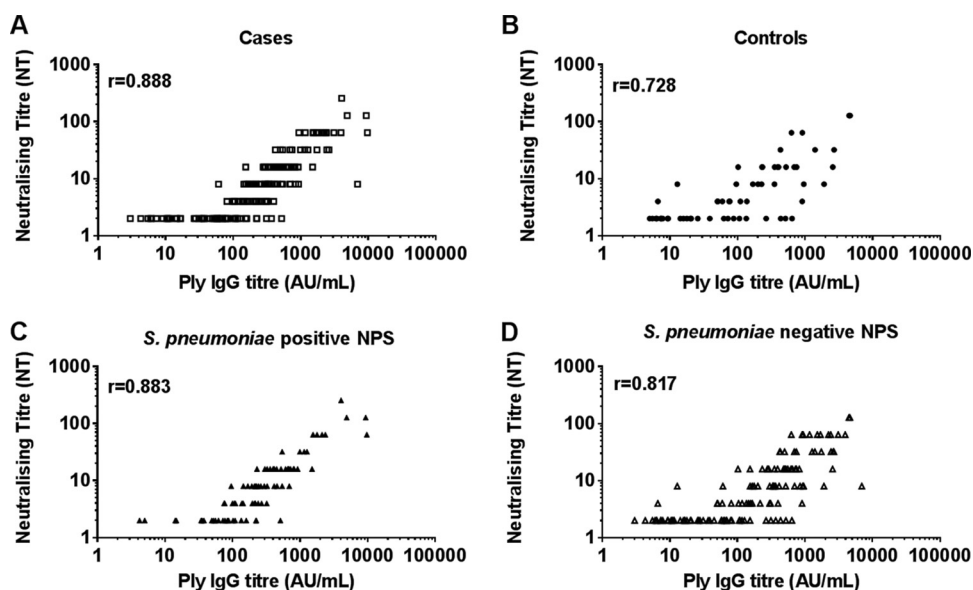 A
Cases
Neutralising Titre (NT)
1000
100
10
1
r=0.888
1 10 100 1000 10000 100000
Ply IgG titre (AU/mL)
B
Controls
Neutralising Titre (NT)
1000
100
10
1
r=0.728
1 10 100 1000 10000 100000
Ply IgG titre (AU/mL)
C
S. pneumoniae positive NPS
Neutralising Titre (NT)
1000
100
10
1
r=0.883
1 10 100 1000 10000 100000
Ply IgG titre (AU/mL)
D
S. pneumoniae negative NPS
Neutralising Titre (NT)
1000
100
10
1
r=0.817
1 10 100 1000 10000 100000
Ply IgG titre (AU/mL)